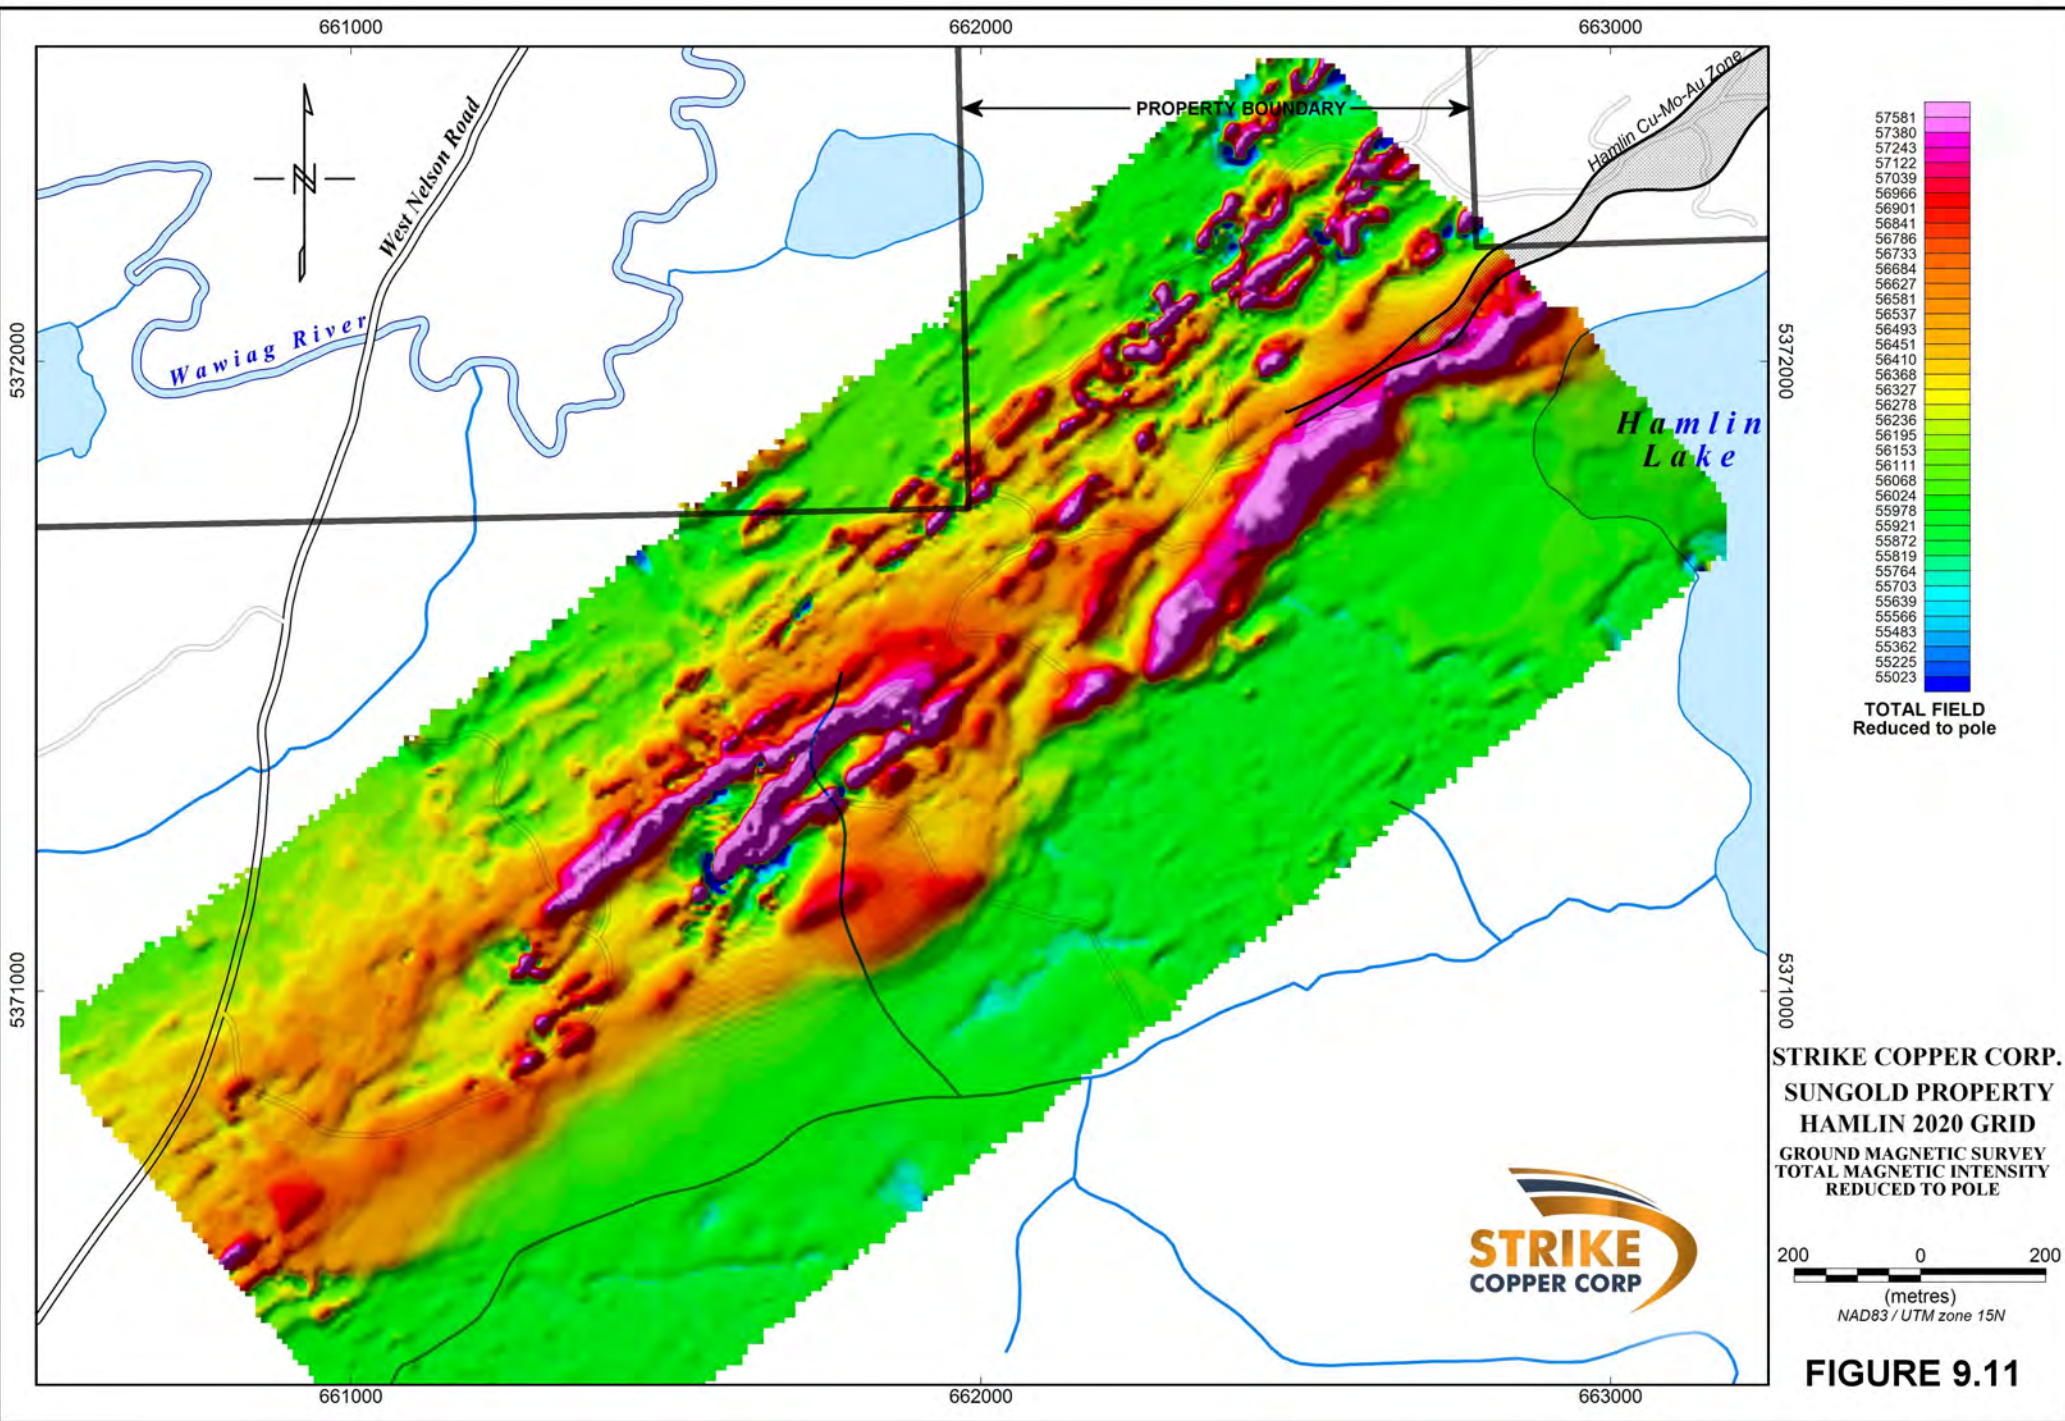 661000
662000
663000
West Nelson Road
N
PROPERTY BOUNDARY
Hamlin Cu-Mo-Au Zone
Wawiag River
5372000
5372000
Hamlin
Lake
5371000
5371000
57581
57380
57243
57122
57039
56966
56901
56841
56786
56733
56684
56627
56581
56537
56493
56451
56410
56368
56327
56278
56236
56195
56153
56111
56068
56024
55978
55921
55872
55819
55764
55703
55639
55566
55483
55362
55225
55023
TOTAL FIELD
Reduced to pole
STRIKE COPPER CORP.
SUNGOLD PROPERTY
HAMLIN 2020 GRID
GROUND MAGNETIC SURVEY
TOTAL MAGNETIC INTENSITY
REDUCED TO POLE
STRIKE
COPPER CORP
200 0 200
(metres)
NAD83 / UTM zone 15N
FIGURE 9.11
661000
662000
663000